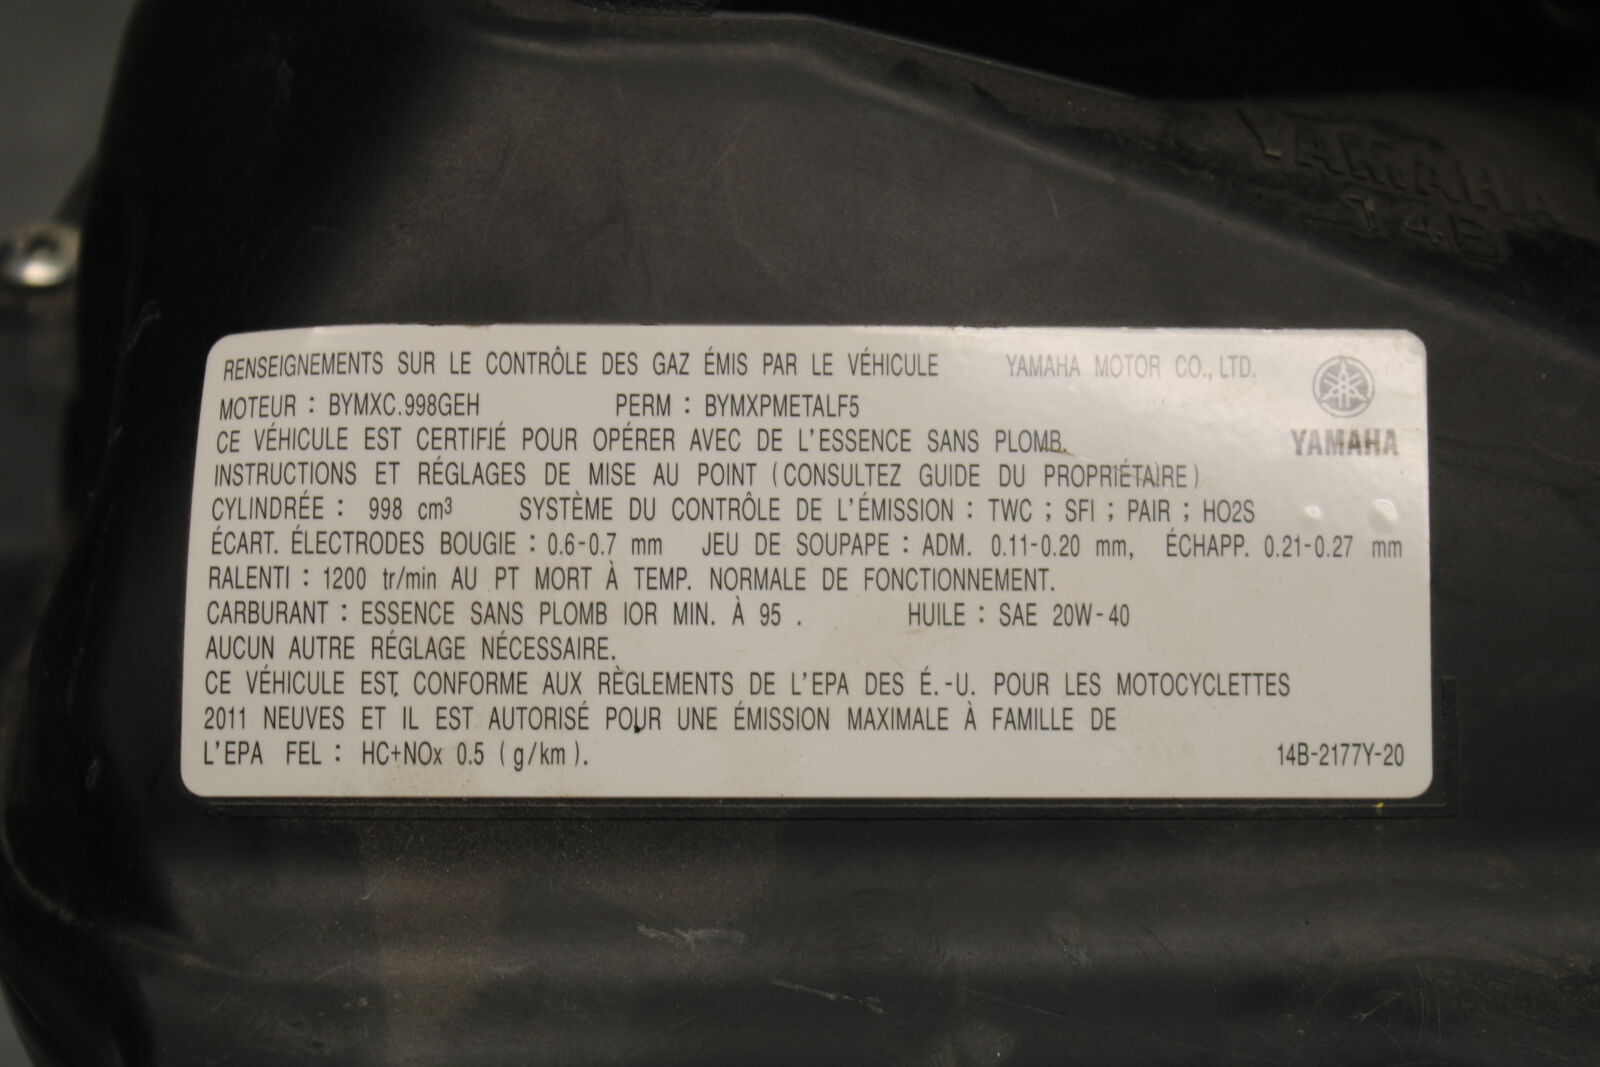 YAMAHA
14B
RENSEIGNEMENTS SUR LE CONTRÔLE DES GAZ ÉMIS PAR LE VÉHICULE YAMAHA MOTOR CO., LTD.
MOTEUR : BYMXC.998GEH PERM : BYMXPMETALF5
CE VÉHICULE EST CERTIFIÉ POUR OPÉRER AVEC DE L'ESSENCE SANS PLOMB.
YAMAHA
INSTRUCTIONS ET RÉGLAGES DE MISE AU POINT (CONSULTEZ GUIDE DU PROPRIÉTAIRE)
CYLINDRÉE : 998 cm³ SYSTÈME DU CONTRÔLE DE L'ÉMISSION : TWC ; SFI ; PAIR ; HO2S
ÉCART. ÉLECTRODES BOUGIE : 0.6-0.7 mm JEU DE SOUPAPE : ADM. 0.11-0.20 mm, ÉCHAPP. 0.21-0.27 mm
RALENTI : 1200 tr/min AU PT MORT À TEMP. NORMALE DE FONCTIONNEMENT.
CARBURANT : ESSENCE SANS PLOMB IOR MIN. À 95 . HUILE : SAE 20W-40
AUCUN AUTRE RÉGLAGE NÉCESSAIRE.
CE VÉHICULE EST CONFORME AUX RÈGLEMENTS DE L'EPA DES É.-U. POUR LES MOTOCYCLETTES
2011 NEUVES ET IL EST AUTORISÉ POUR UNE ÉMISSION MAXIMALE À FAMILLE DE
L'EPA FEL : HC+NOx 0.5 (g/km). 14B-2177Y-20